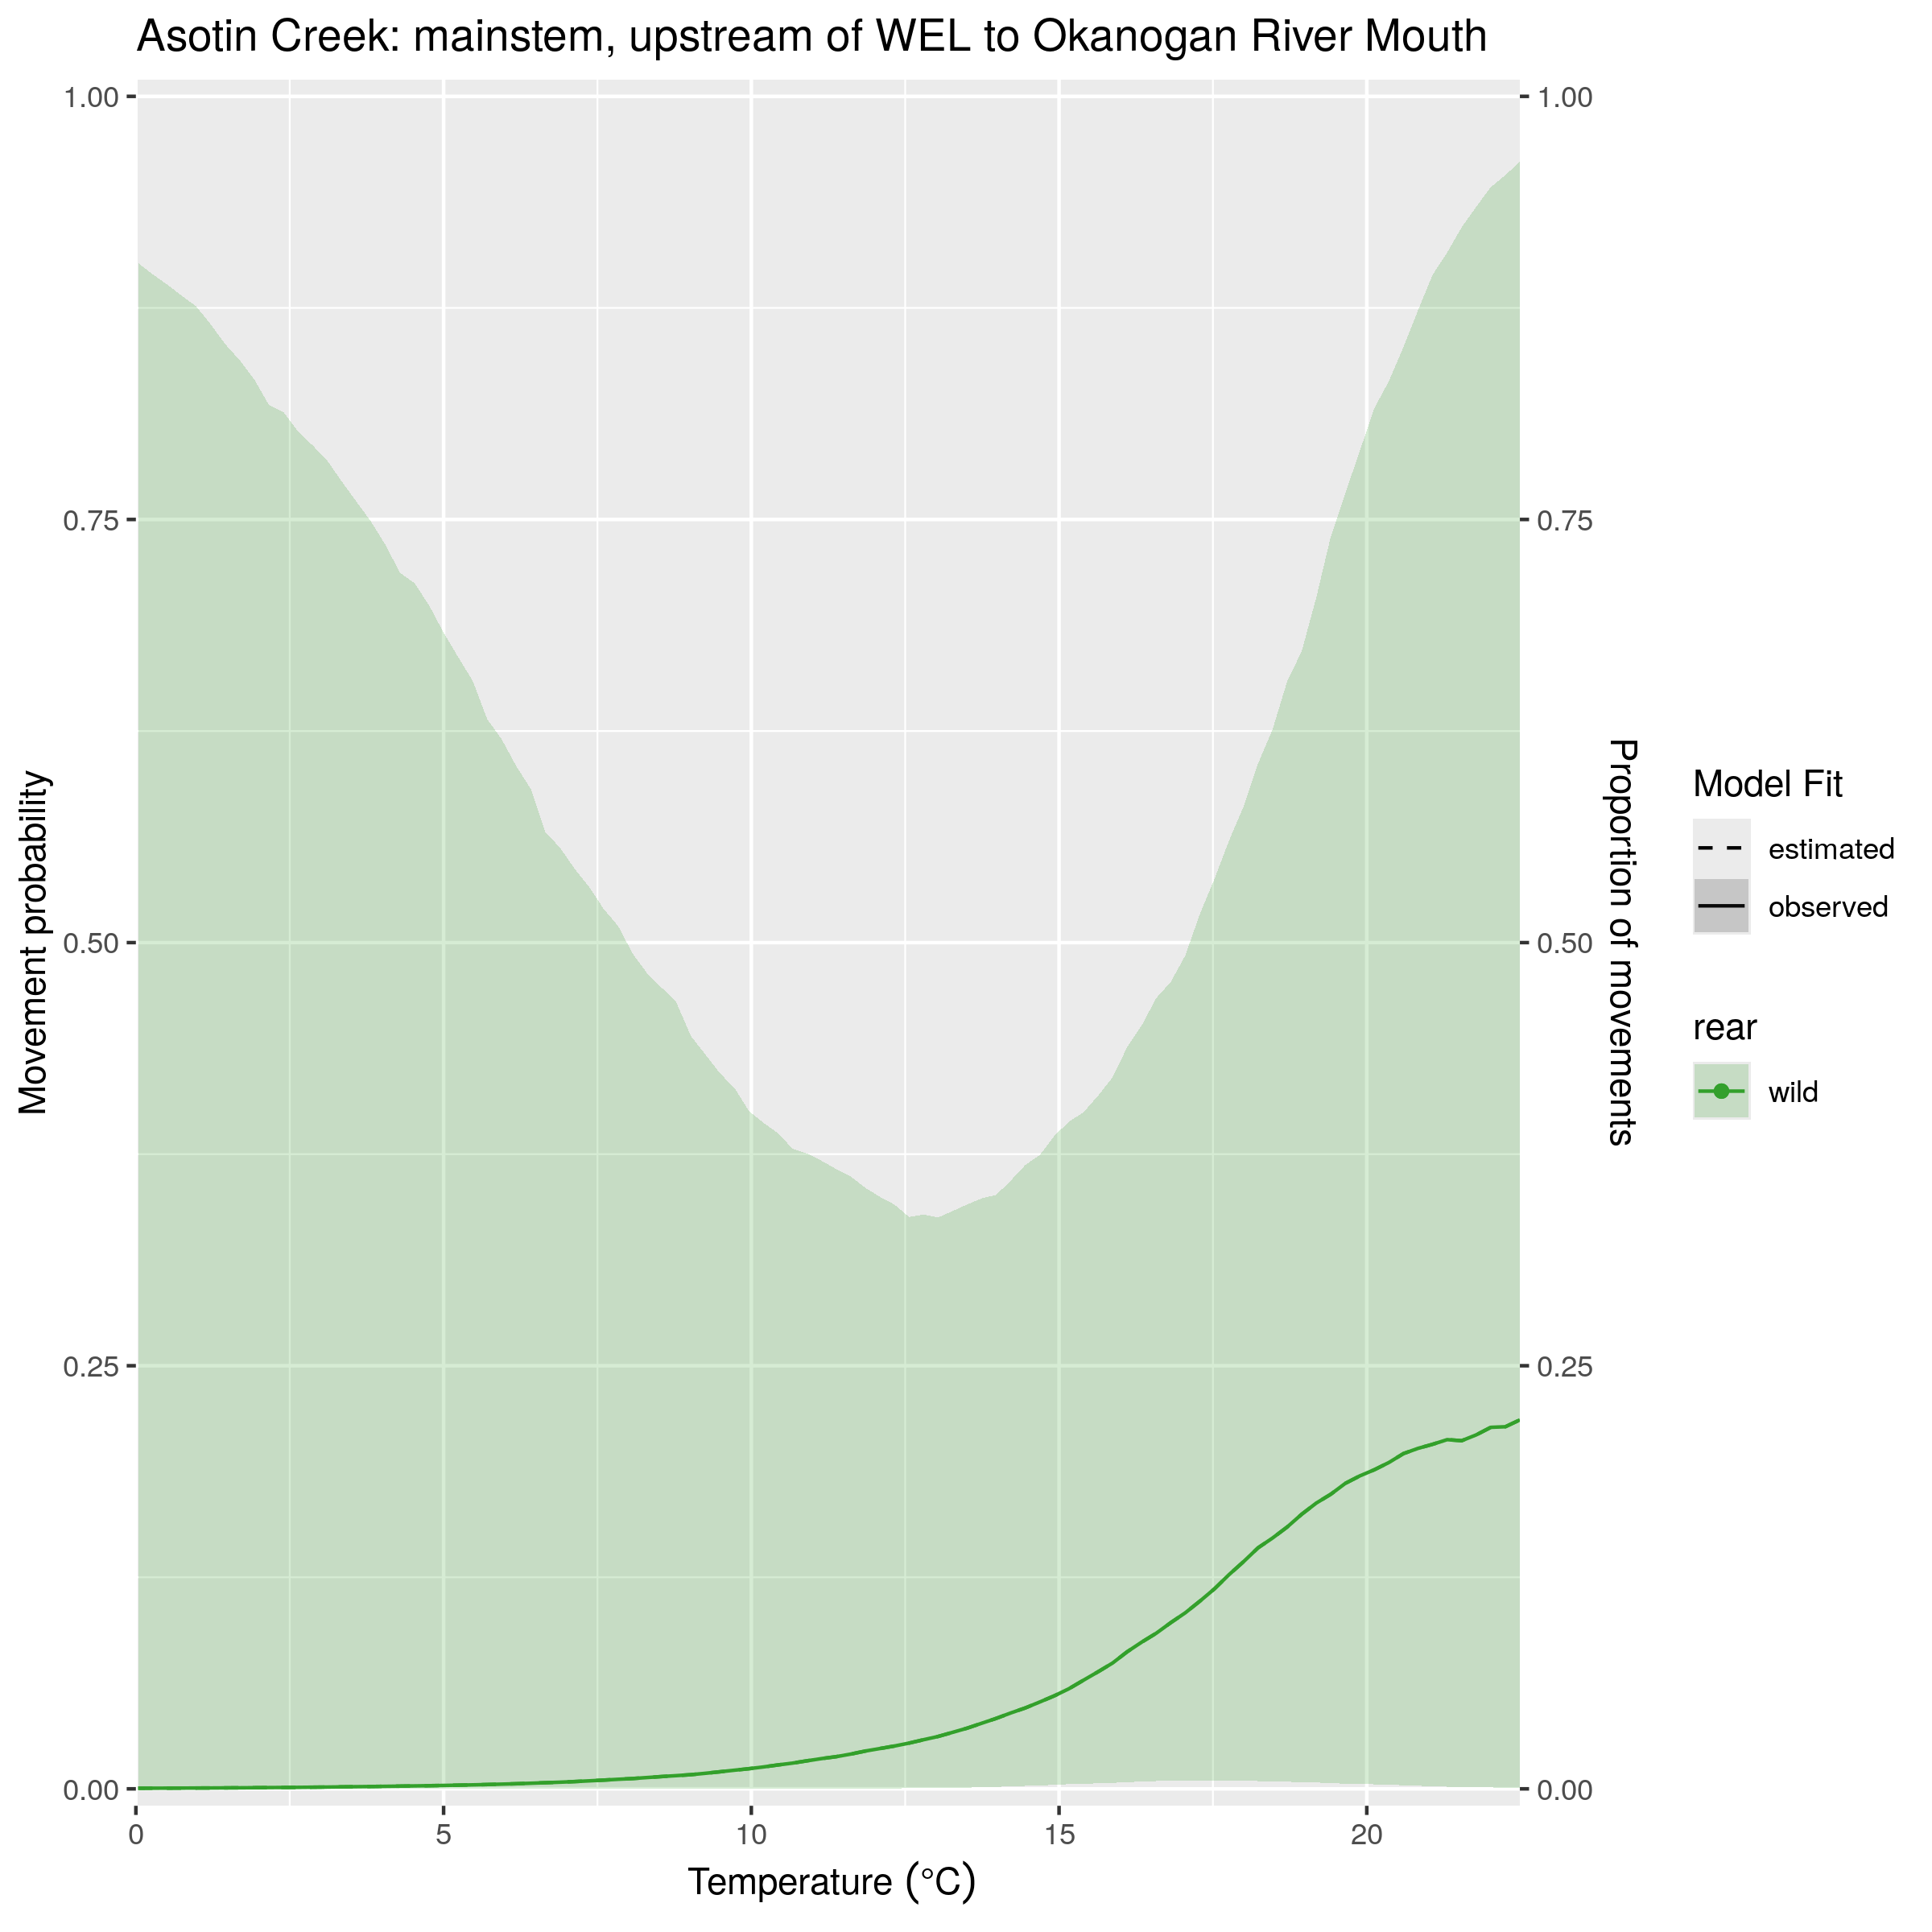 Asotin Creek: mainstem, upstream of WEL to Okanogan River Mouth
1.00
0.75
0.50
0.25
0.00
1.00
0.75
0.50
0.25
0.00
0
5
10
15
20
Movement probability
Proportion of movements
Temperature (°C)
Model Fit
estimated
observed
rear
wild